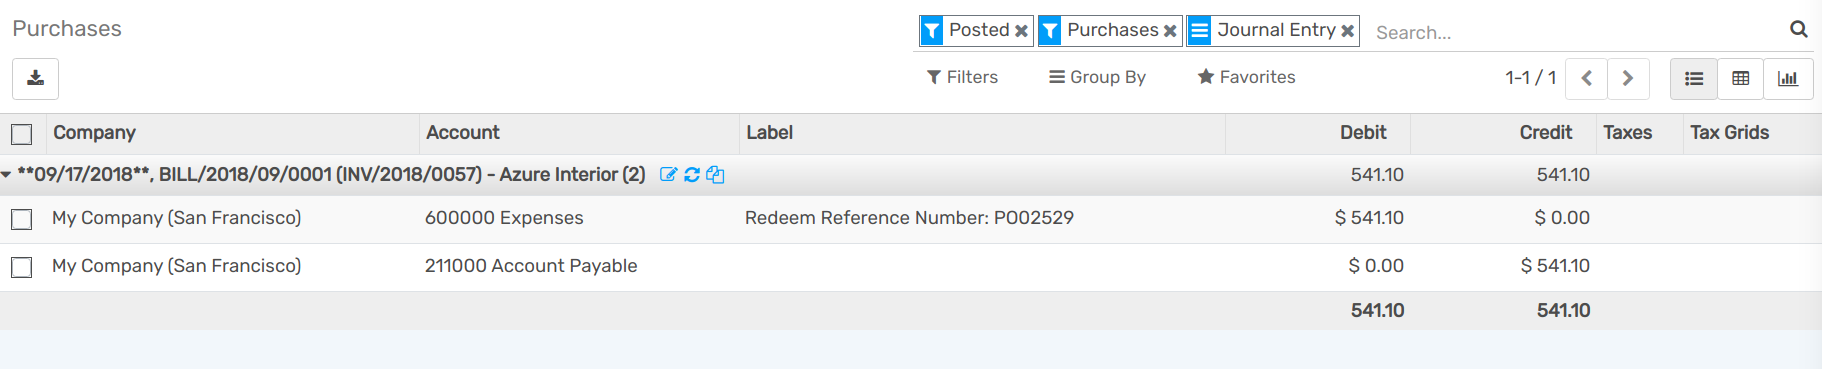 Purchases
Posted Purchases Journal Entry Search...
Filters Group By Favorites 1-1 / 1
Company Account Label Debit Credit Taxes Tax Grids
**09/17/2018**, BILL/2018/09/0001 (INV/2018/0057) - Azure Interior (2) 541.10 541.10
My Company (San Francisco) 600000 Expenses Redeem Reference Number: PO02529 $ 541.10 $ 0.00
My Company (San Francisco) 211000 Account Payable $ 0.00 $ 541.10
541.10 541.10